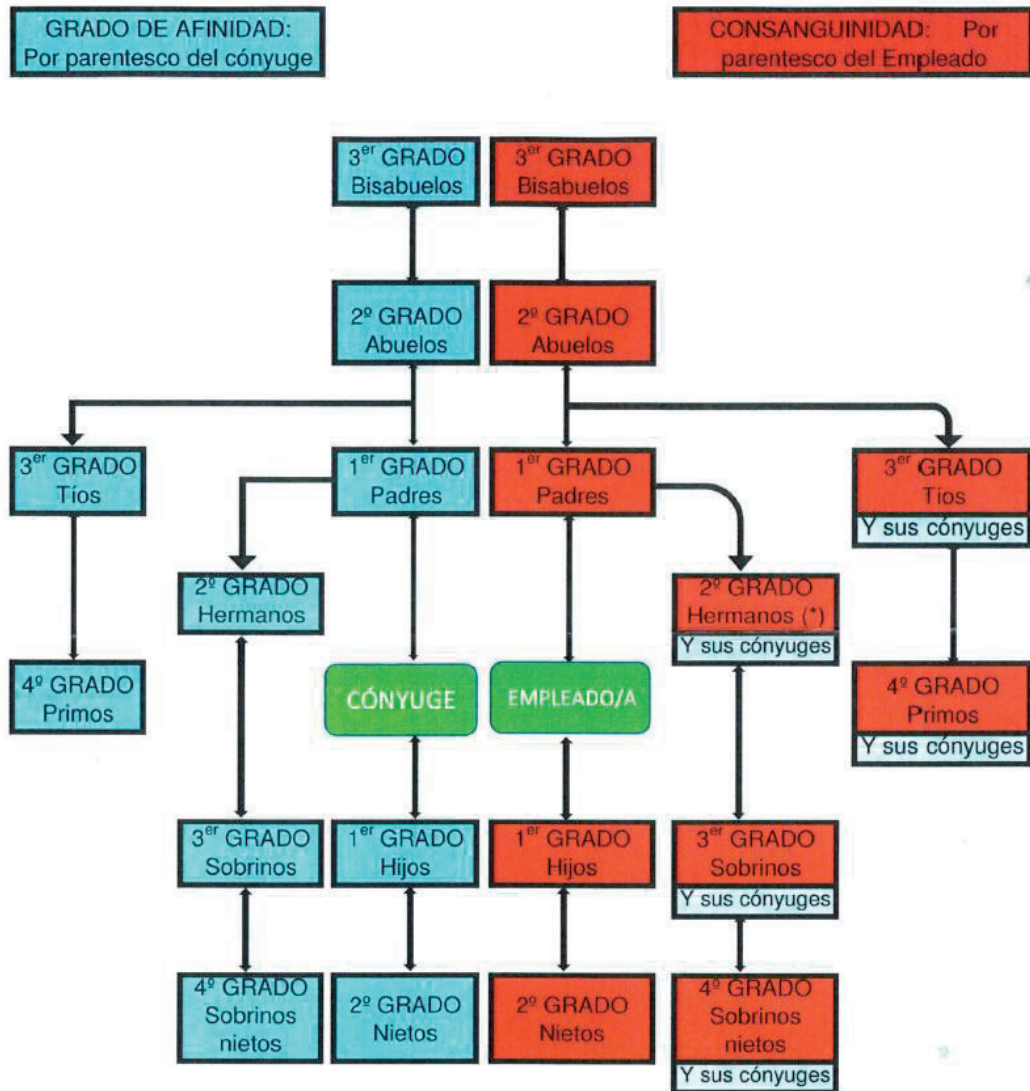 GRADO DE AFINIDAD:
Por parentesco del cónyuge
CONSANGUINIDAD: Por
parentesco del Empleado
3er GRADO
Bisabuelos
3er GRADO
Bisabuelos
2º GRADO
Abuelos
2º GRADO
Abuelos
3er GRADO
Tíos
1er GRADO
Padres
1er GRADO
Padres
3er GRADO
Tíos
Y sus cónyuges
2º GRADO
Hermanos
2º GRADO
Hermanos (*)
Y sus cónyuges
4º GRADO
Primos
CÓNYUGE
EMPLEADO/A
4º GRADO
Primos
Y sus cónyuges
3er GRADO
Sobrinos
1er GRADO
Hijos
1er GRADO
Hijos
3er GRADO
Sobrinos
Y sus cónyuges
4º GRADO
Sobrinos
nietos
2º GRADO
Nietos
2º GRADO
Nietos
4º GRADO
Sobrinos
nietos
Y sus cónyuges